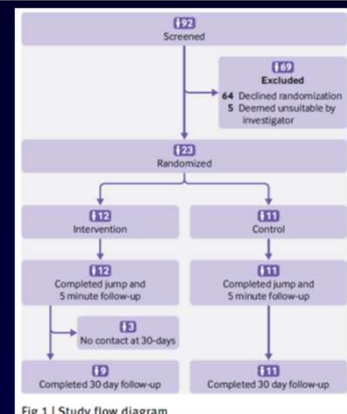 92
Screened
69
Excluded
64 Declined randomization
5 Deemed unsuitable by
investigator
23
Randomized
12
Intervention
11
Control
12
Completed jump and
5 minute follow-up
11
Completed jump and
5 minute follow-up
3
No contact at 30-days
9
Completed 30 day follow-up
11
Completed 30 day follow-up
Fig 1 | Study flow diagram